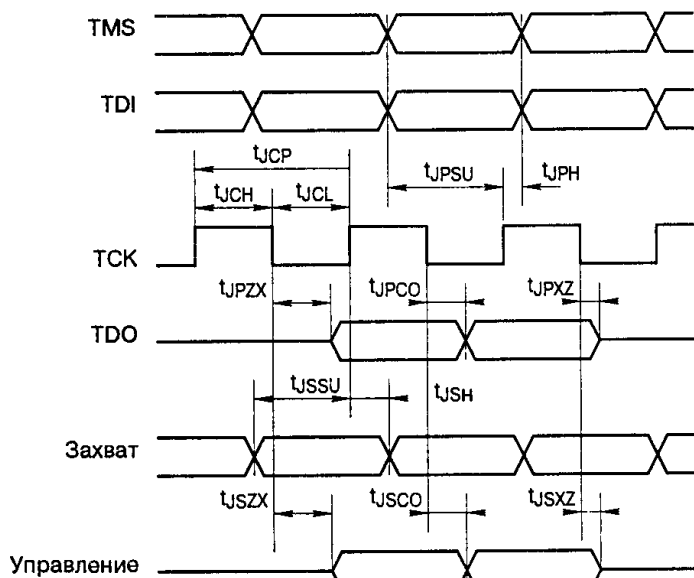 TMS
TDI
tJCP
tJCH tJCL tJPSU tJPH
TCK
tJPZX tJPCO tJPXZ
TDO
tJSSU tJSH
Захват
tJSZX tJSCO tJSXZ
Управление